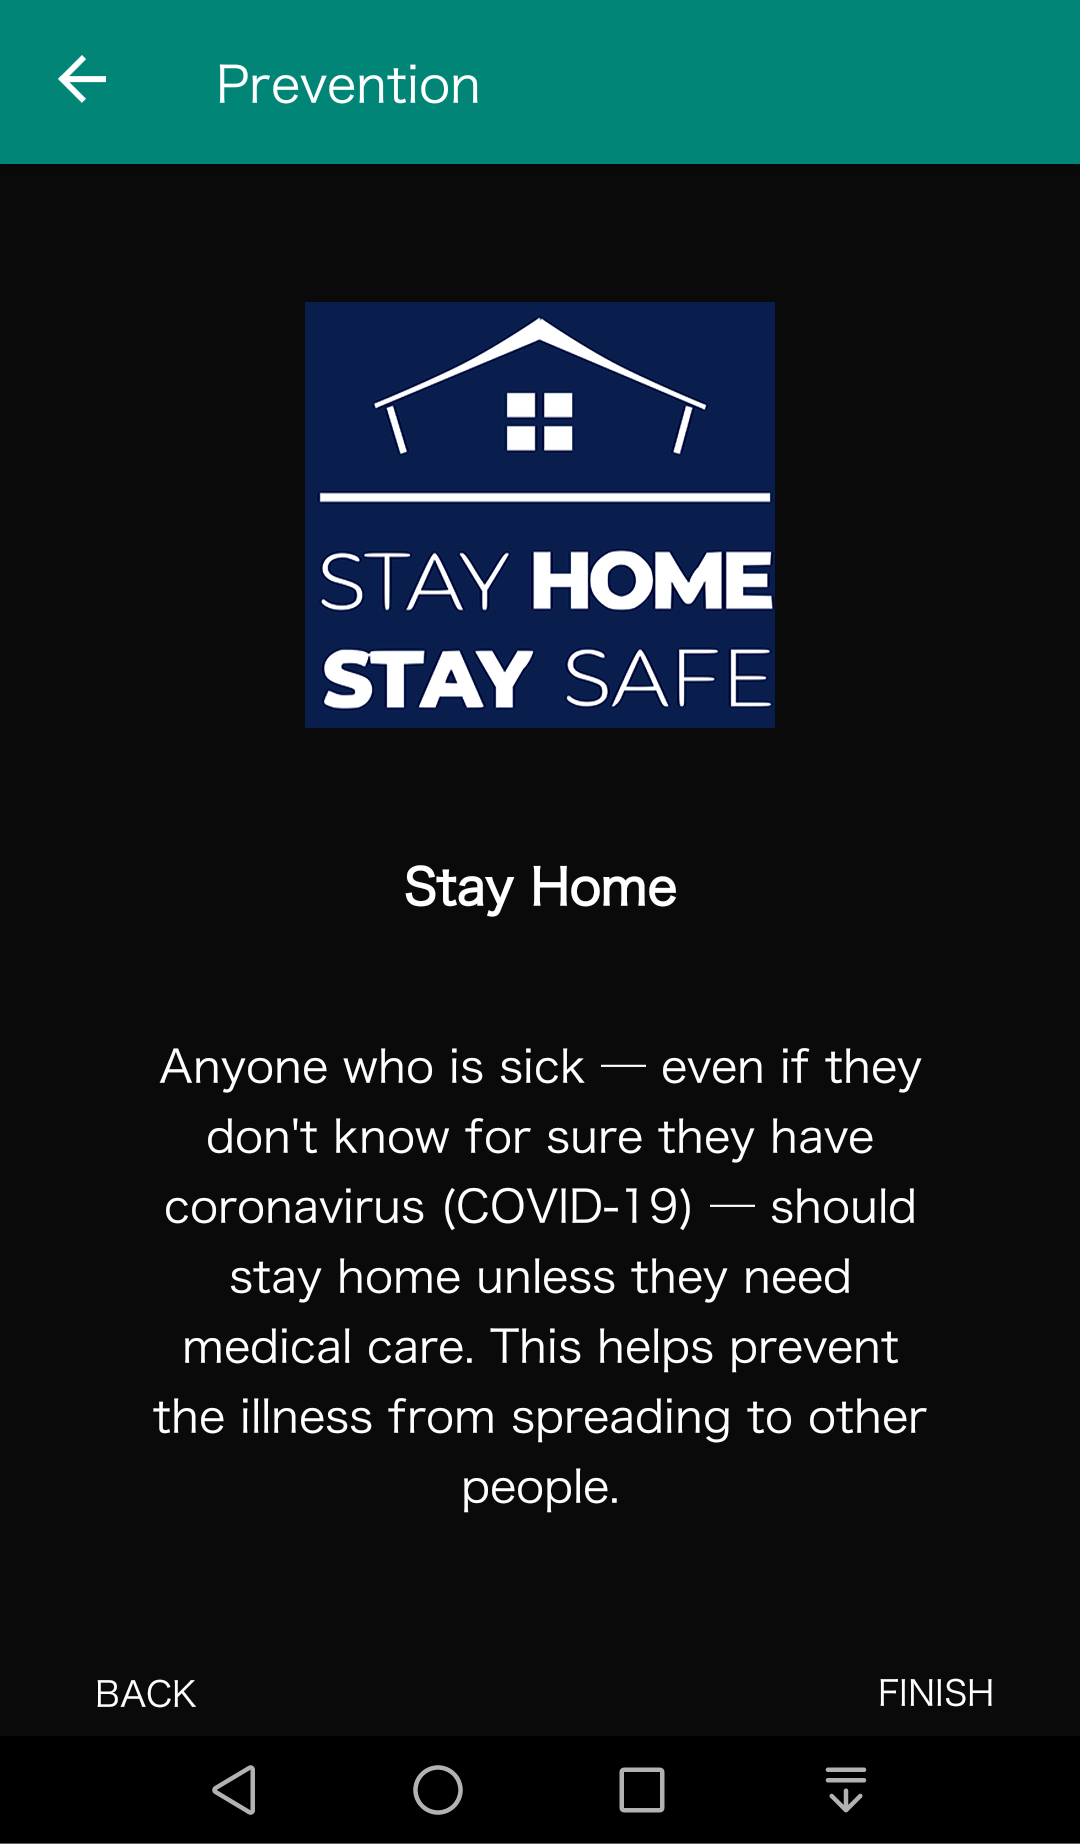 Prevention
STAY HOME
STAY SAFE
Stay Home
Anyone who is sick — even if they
don't know for sure they have
coronavirus (COVID-19) — should
stay home unless they need
medical care. This helps prevent
the illness from spreading to other
people.
BACK
FINISH